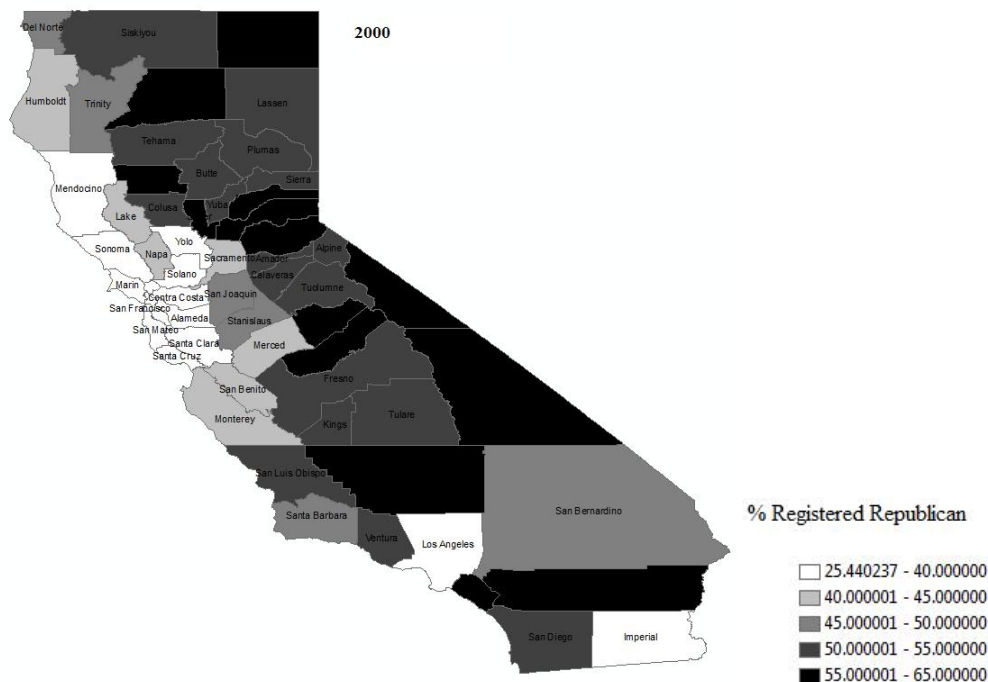 2000
Del Norte
Siskiyou
Humboldt
Trinity
Lassen
Tehama
Plumas
Butte
Sierra
Mendocino
Colusa
Yuba
Lake
Sonoma
Napa
Yolo
Sacramento
Amador
Alpine
Solano
Calaveras
Marin
Contra Costa
San Joaquin
Tuolumne
San Francisco
Alameda
Stanislaus
San Mateo
Santa Clara
Merced
Santa Cruz
Fresno
San Benito
Monterey
Kings
Tulare
San Luis Obispo
Santa Barbara
Ventura
Los Angeles
San Bernardino
San Diego
Imperial
% Registered Republican
25.440237 - 40.000000
40.000001 - 45.000000
45.000001 - 50.000000
50.000001 - 55.000000
55.000001 - 65.000000